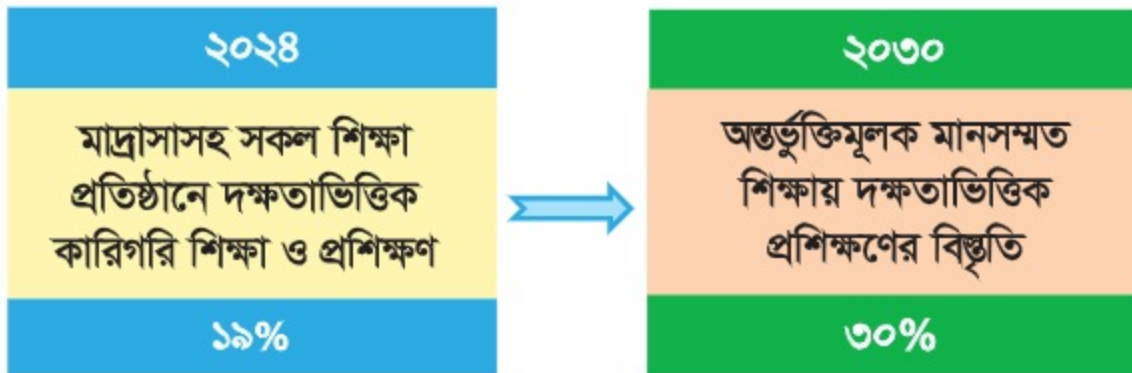 ২০২৪
মাদ্রাসাসহ সকল শিক্ষা
প্রতিষ্ঠানে দক্ষতাভিত্তিক
কারিগরি শিক্ষা ও প্রশিক্ষণ
১৯%
২০৩০
অন্তর্ভুক্তিমূলক মানসম্মত
শিক্ষায় দক্ষতাভিত্তিক
প্রশিক্ষণের বিস্তৃতি
৩০%